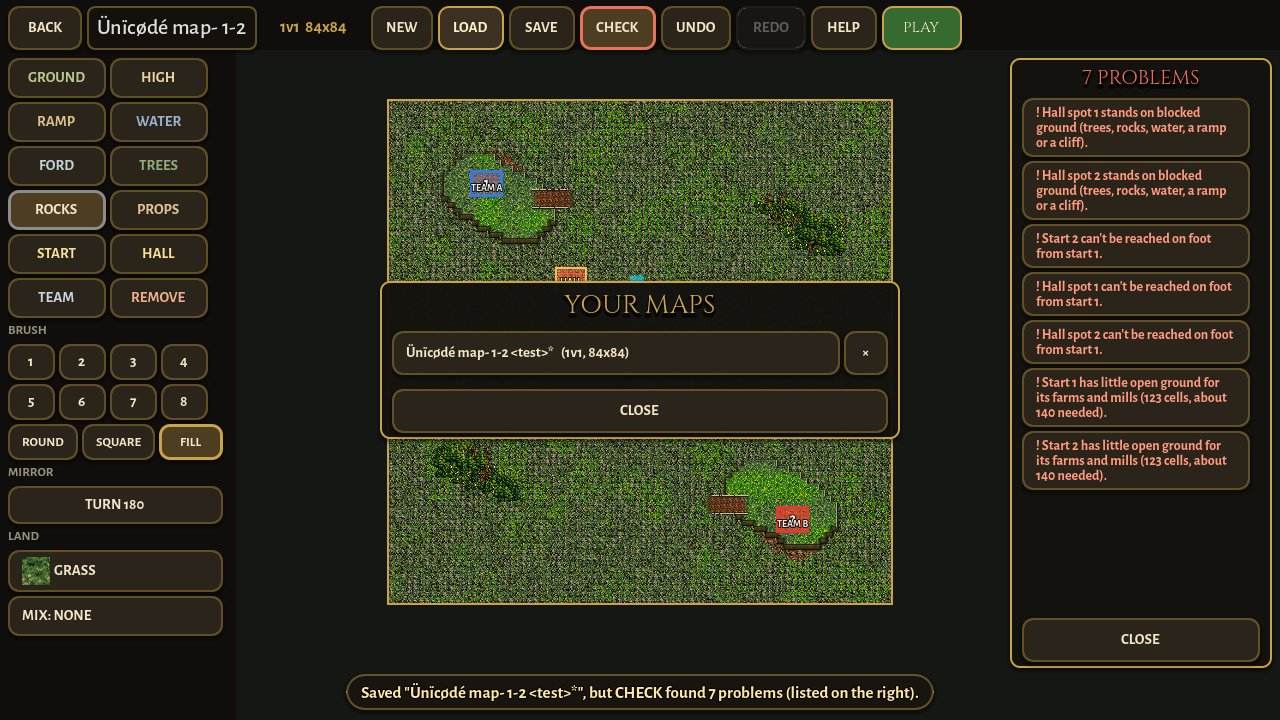 BACK
Ünïcødé map- 1-2
1v1 84x84
NEW
LOAD
SAVE
CHECK
UNDO
REDO
HELP
PLAY
GROUND
HIGH
RAMP
WATER
FORD
TREES
ROCKS
PROPS
START
HALL
TEAM
REMOVE
BRUSH
1
2
3
4
5
6
7
8
ROUND
SQUARE
FILL
MIRROR
TURN 180
LAND
GRASS
MIX: NONE
TEAM A
YOUR MAPS
Ünïcødé map- 1-2 <test>* (1v1, 84x84)
×
CLOSE
TEAM B
7 PROBLEMS
! Hall spot 1 stands on blocked
ground (trees, rocks, water, a ramp
or a cliff).
! Hall spot 2 stands on blocked
ground (trees, rocks, water, a ramp
or a cliff).
! Start 2 can't be reached on foot
from start 1.
! Hall spot 1 can't be reached on foot
from start 1.
! Hall spot 2 can't be reached on foot
from start 1.
! Start 1 has little open ground for
its farms and mills (123 cells, about
140 needed).
! Start 2 has little open ground for
its farms and mills (123 cells, about
140 needed).
CLOSE
Saved "Ünïcødé map- 1-2 <test>*", but CHECK found 7 problems (listed on the right).